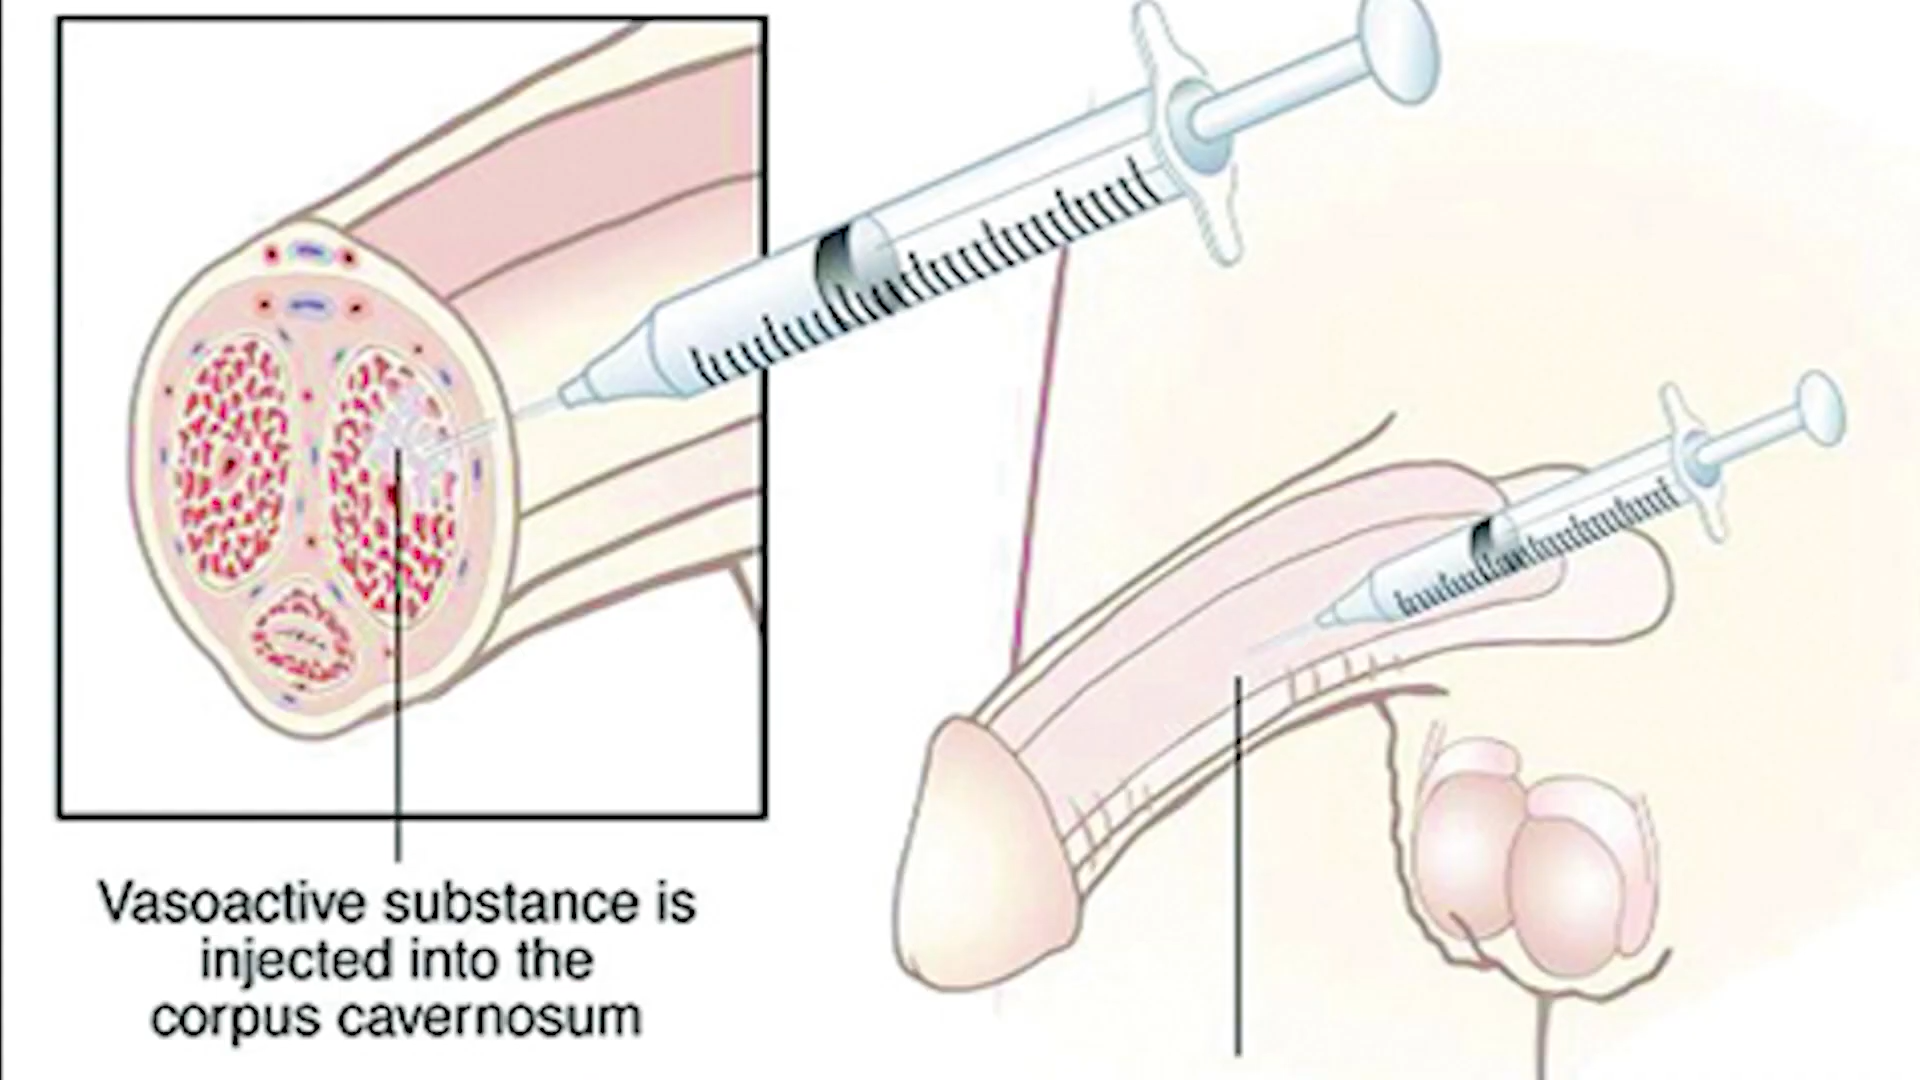 Vasoactive substance is
injected into the
corpus cavernosum